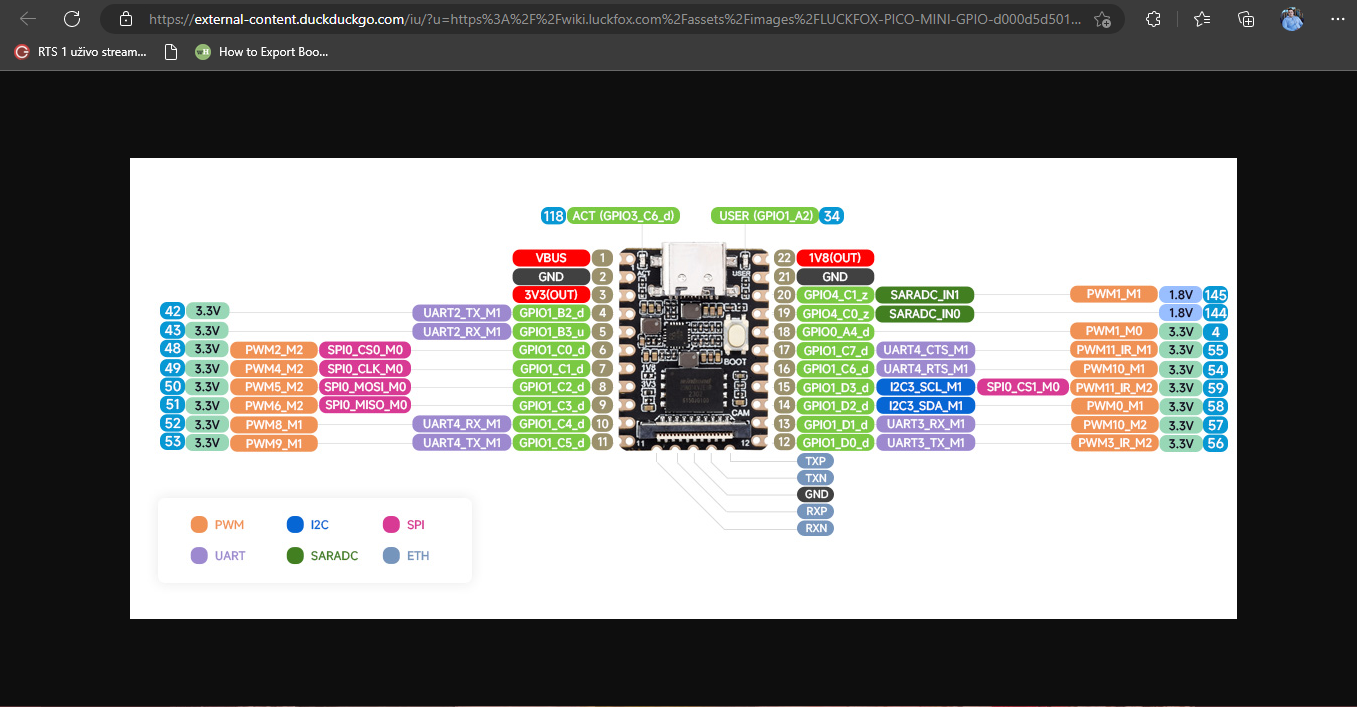 https://external-content.duckduckgo.com/iu/?u=https%3A%2F%2Fwiki.luckfox.com%2Fassets%2Fimages%2FLUCKFOX-PICO-MINI-GPIO-d000d5d501...
RTS 1 uživo stream... How to Export Boo...
118 ACT (GPIO3_C6_d) USER (GPIO1_A2) 34
VBUS 1 22 1V8(OUT)
GND 2 21 GND
3V3(OUT) 3 20 GPIO4_C1_z SARADC_IN1 PWM1_M1 1.8V 145
42 3.3V UART2_TX_M1 GPIO1_B2_d 4 19 GPIO4_C0_z SARADC_IN0 1.8V 144
43 3.3V UART2_RX_M1 GPIO1_B3_u 5 18 GPIO0_A4_d PWM1_M0 3.3V 4
48 3.3V PWM2_M2 SPI0_CS0_M0 GPIO1_C0_d 6 17 GPIO1_C7_d UART4_CTS_M1 PWM11_IR_M1 3.3V 55
49 3.3V PWM4_M2 SPI0_CLK_M0 GPIO1_C1_d 7 16 GPIO1_C6_d UART4_RTS_M1 PWM10_M1 3.3V 54
50 3.3V PWM5_M2 SPI0_MOSI_M0 GPIO1_C2_d 8 15 GPIO1_D3_d I2C3_SCL_M1 SPI0_CS1_M0 PWM11_IR_M2 3.3V 59
51 3.3V PWM6_M2 SPI0_MISO_M0 GPIO1_C3_d 9 14 GPIO1_D2_d I2C3_SDA_M1 PWM0_M1 3.3V 58
52 3.3V PWM8_M1 UART4_RX_M1 GPIO1_C4_d 10 13 GPIO1_D1_d UART3_RX_M1 PWM10_M2 3.3V 57
53 3.3V PWM9_M1 UART4_TX_M1 GPIO1_C5_d 11 12 GPIO1_D0_d UART3_TX_M1 PWM3_IR_M2 3.3V 56
ACT USER
BOOT
1V8
3V3
CAM
11 12
TXP
TXN
GND
RXP
RXN
PWM I2C SPI
UART SARADC ETH